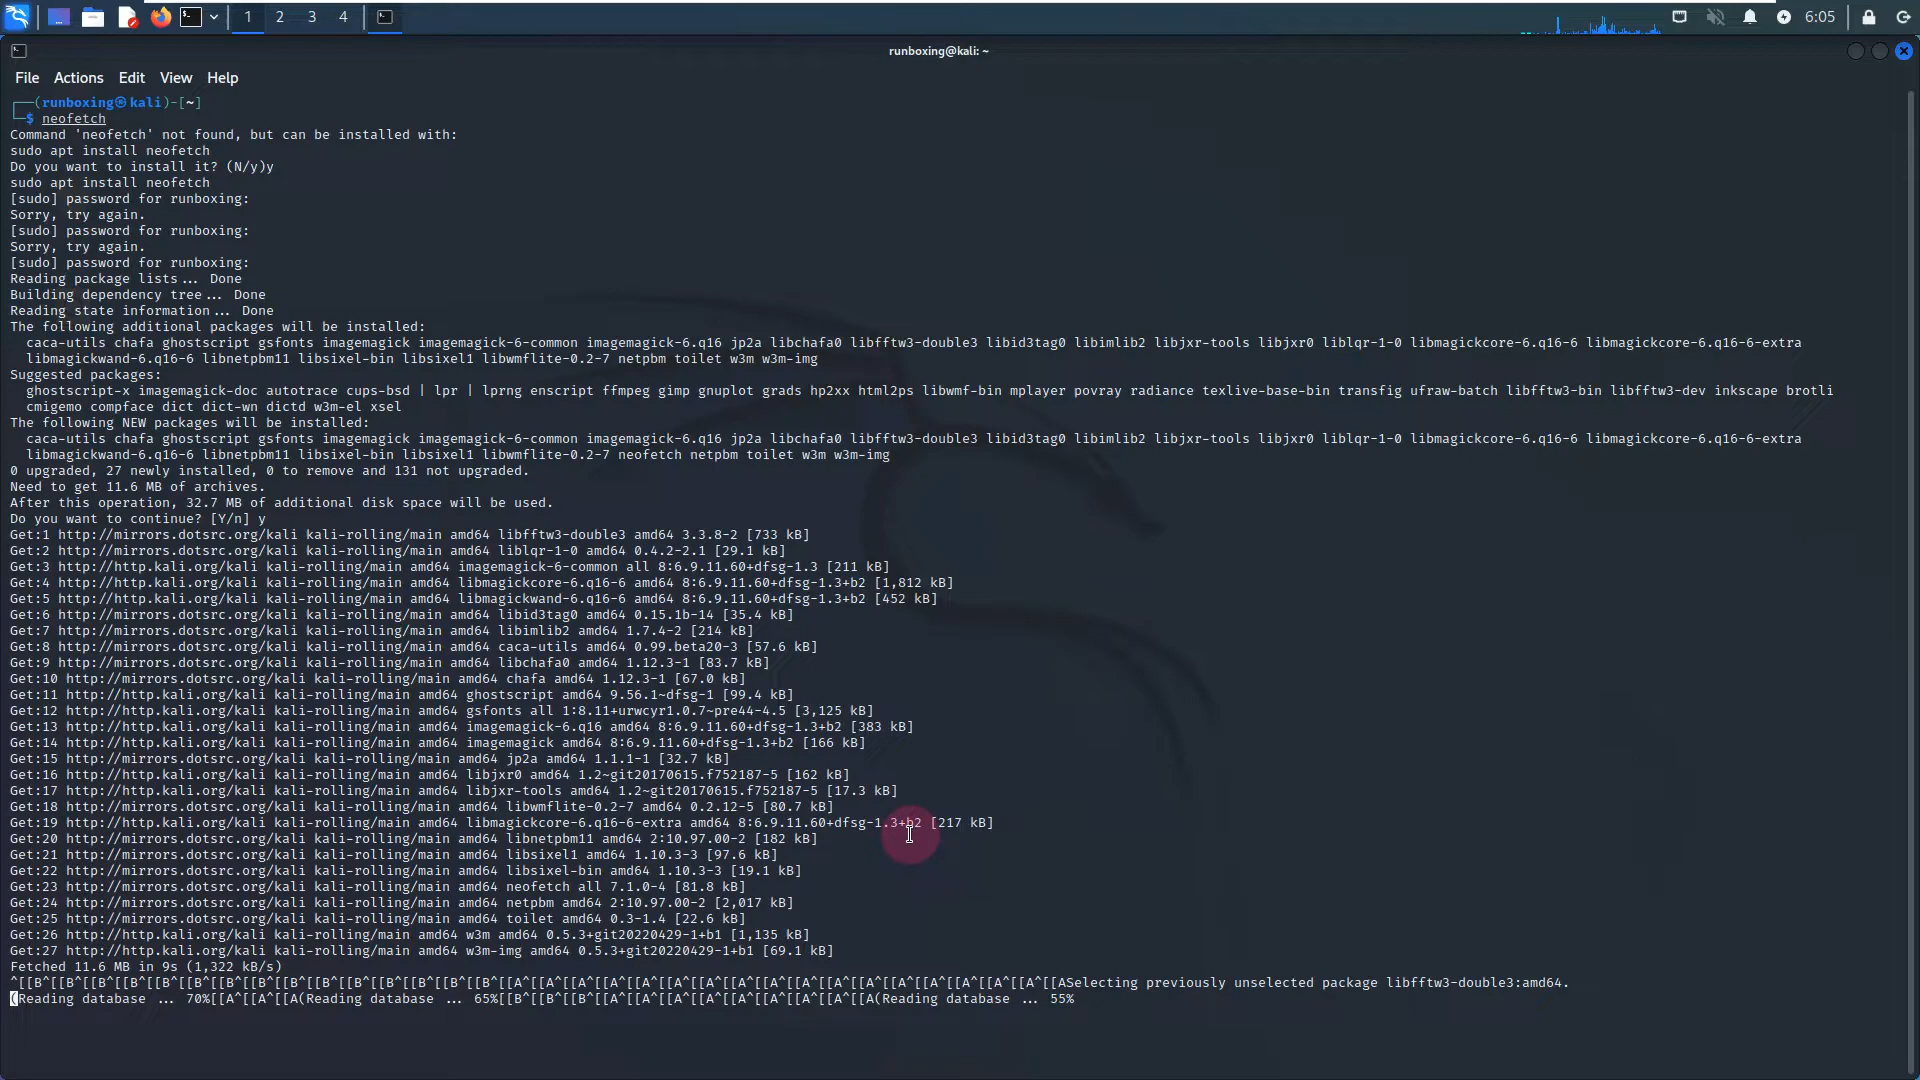 1 2 3 4
6:05
runboxing@kali: ~
File Actions Edit View Help
┌──(runboxing㉿kali)-[~]
└─$ neofetch
Command 'neofetch' not found, but can be installed with:
sudo apt install neofetch
Do you want to install it? (N/y)y
sudo apt install neofetch
[sudo] password for runboxing:
Sorry, try again.
[sudo] password for runboxing:
Sorry, try again.
[sudo] password for runboxing:
Reading package lists... Done
Building dependency tree... Done
Reading state information... Done
The following additional packages will be installed:
caca-utils chafa ghostscript gsfonts imagemagick imagemagick-6-common imagemagick-6.q16 jp2a libchafa0 libfftw3-double3 libid3tag0 libimlib2 libjxr-tools libjxr0 liblqr-1-0 libmagickcore-6.q16-6 libmagickcore-6.q16-6-extra
libmagickwand-6.q16-6 libnetpbm11 libsixel-bin libsixel1 libwmflite-0.2-7 netpbm toilet w3m w3m-img
Suggested packages:
ghostscript-x imagemagick-doc autotrace cups-bsd | lpr | lprng enscript ffmpeg gimp gnuplot grads hp2xx html2ps libwmf-bin mplayer povray radiance texlive-base-bin transfig ufraw-batch libfftw3-bin libfftw3-dev inkscape brotli
cmigemo compface dict dict-wn dictd w3m-el xsel
The following NEW packages will be installed:
caca-utils chafa ghostscript gsfonts imagemagick imagemagick-6-common imagemagick-6.q16 jp2a libchafa0 libfftw3-double3 libid3tag0 libimlib2 libjxr-tools libjxr0 liblqr-1-0 libmagickcore-6.q16-6 libmagickcore-6.q16-6-extra
libmagickwand-6.q16-6 libnetpbm11 libsixel-bin libsixel1 libwmflite-0.2-7 neofetch netpbm toilet w3m w3m-img
0 upgraded, 27 newly installed, 0 to remove and 131 not upgraded.
Need to get 11.6 MB of archives.
After this operation, 32.7 MB of additional disk space will be used.
Do you want to continue? [Y/n] y
Get:1 http://mirrors.dotsrc.org/kali kali-rolling/main amd64 libfftw3-double3 amd64 3.3.8-2 [733 kB]
Get:2 http://mirrors.dotsrc.org/kali kali-rolling/main amd64 liblqr-1-0 amd64 0.4.2-2.1 [29.1 kB]
Get:3 http://http.kali.org/kali kali-rolling/main amd64 imagemagick-6-common all 8:6.9.11.60+dfsg-1.3 [211 kB]
Get:4 http://http.kali.org/kali kali-rolling/main amd64 libmagickcore-6.q16-6 amd64 8:6.9.11.60+dfsg-1.3+b2 [1,812 kB]
Get:5 http://http.kali.org/kali kali-rolling/main amd64 libmagickwand-6.q16-6 amd64 8:6.9.11.60+dfsg-1.3+b2 [452 kB]
Get:6 http://mirrors.dotsrc.org/kali kali-rolling/main amd64 libid3tag0 amd64 0.15.1b-14 [35.4 kB]
Get:7 http://mirrors.dotsrc.org/kali kali-rolling/main amd64 libimlib2 amd64 1.7.4-2 [214 kB]
Get:8 http://mirrors.dotsrc.org/kali kali-rolling/main amd64 caca-utils amd64 0.99.beta20-3 [57.6 kB]
Get:9 http://mirrors.dotsrc.org/kali kali-rolling/main amd64 libchafa0 amd64 1.12.3-1 [83.7 kB]
Get:10 http://mirrors.dotsrc.org/kali kali-rolling/main amd64 chafa amd64 1.12.3-1 [67.0 kB]
Get:11 http://http.kali.org/kali kali-rolling/main amd64 ghostscript amd64 9.56.1~dfsg-1 [99.4 kB]
Get:12 http://http.kali.org/kali kali-rolling/main amd64 gsfonts all 1:8.11+urwcyr1.0.7~pre44-4.5 [3,125 kB]
Get:13 http://http.kali.org/kali kali-rolling/main amd64 imagemagick-6.q16 amd64 8:6.9.11.60+dfsg-1.3+b2 [383 kB]
Get:14 http://http.kali.org/kali kali-rolling/main amd64 imagemagick amd64 8:6.9.11.60+dfsg-1.3+b2 [166 kB]
Get:15 http://mirrors.dotsrc.org/kali kali-rolling/main amd64 jp2a amd64 1.1.1-1 [32.7 kB]
Get:16 http://http.kali.org/kali kali-rolling/main amd64 libjxr0 amd64 1.2~git20170615.f752187-5 [162 kB]
Get:17 http://http.kali.org/kali kali-rolling/main amd64 libjxr-tools amd64 1.2~git20170615.f752187-5 [17.3 kB]
Get:18 http://mirrors.dotsrc.org/kali kali-rolling/main amd64 libwmflite-0.2-7 amd64 0.2.12-5 [80.7 kB]
Get:19 http://http.kali.org/kali kali-rolling/main amd64 libmagickcore-6.q16-6-extra amd64 8:6.9.11.60+dfsg-1.3+b2 [217 kB]
Get:20 http://mirrors.dotsrc.org/kali kali-rolling/main amd64 libnetpbm11 amd64 2:10.97.00-2 [182 kB]
Get:21 http://mirrors.dotsrc.org/kali kali-rolling/main amd64 libsixel1 amd64 1.10.3-3 [97.6 kB]
Get:22 http://mirrors.dotsrc.org/kali kali-rolling/main amd64 libsixel-bin amd64 1.10.3-3 [19.1 kB]
Get:23 http://mirrors.dotsrc.org/kali kali-rolling/main amd64 neofetch all 7.1.0-4 [81.8 kB]
Get:24 http://mirrors.dotsrc.org/kali kali-rolling/main amd64 netpbm amd64 2:10.97.00-2 [2,017 kB]
Get:25 http://mirrors.dotsrc.org/kali kali-rolling/main amd64 toilet amd64 0.3-1.4 [22.6 kB]
Get:26 http://http.kali.org/kali kali-rolling/main amd64 w3m amd64 0.5.3+git20220429-1+b1 [1,135 kB]
Get:27 http://http.kali.org/kali kali-rolling/main amd64 w3m-img amd64 0.5.3+git20220429-1+b1 [69.1 kB]
Fetched 11.6 MB in 9s (1,322 kB/s)
^[[B^[[B^[[B^[[B^[[B^[[B^[[B^[[B^[[B^[[B^[[B^[[B^[[B^[[B^[[B^[[A^[[A^[[A^[[A^[[A^[[A^[[A^[[A^[[A^[[A^[[A^[[A^[[A^[[A^[[A^[[A^[[A^[[ASelecting previously unselected package libfftw3-double3:amd64.
(Reading database ... 70%[[A^[[A^[[A(Reading database ... 65%[[B^[[B^[[B^[[A^[[A^[[A^[[A^[[A^[[A^[[A^[[A(Reading database ... 55%